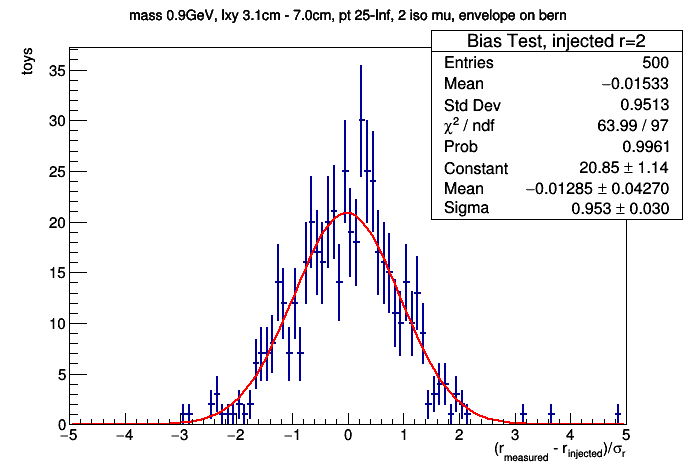 mass 0.9GeV, lxy 3.1cm - 7.0cm, pt 25-Inf, 2 iso mu, envelope on bern
toys
Bias Test, injected r=2
Entries 500
Mean −0.01533
Std Dev 0.9513
χ² / ndf 63.99 / 97
Prob 0.9961
Constant 20.85 ± 1.14
Mean −0.01285 ± 0.04270
Sigma 0.953 ± 0.030
35
30
25
20
15
10
5
0
−5 −4 −3 −2 −1 0 1 2 3 4 5
(r_measured - r_injected)/σ_r